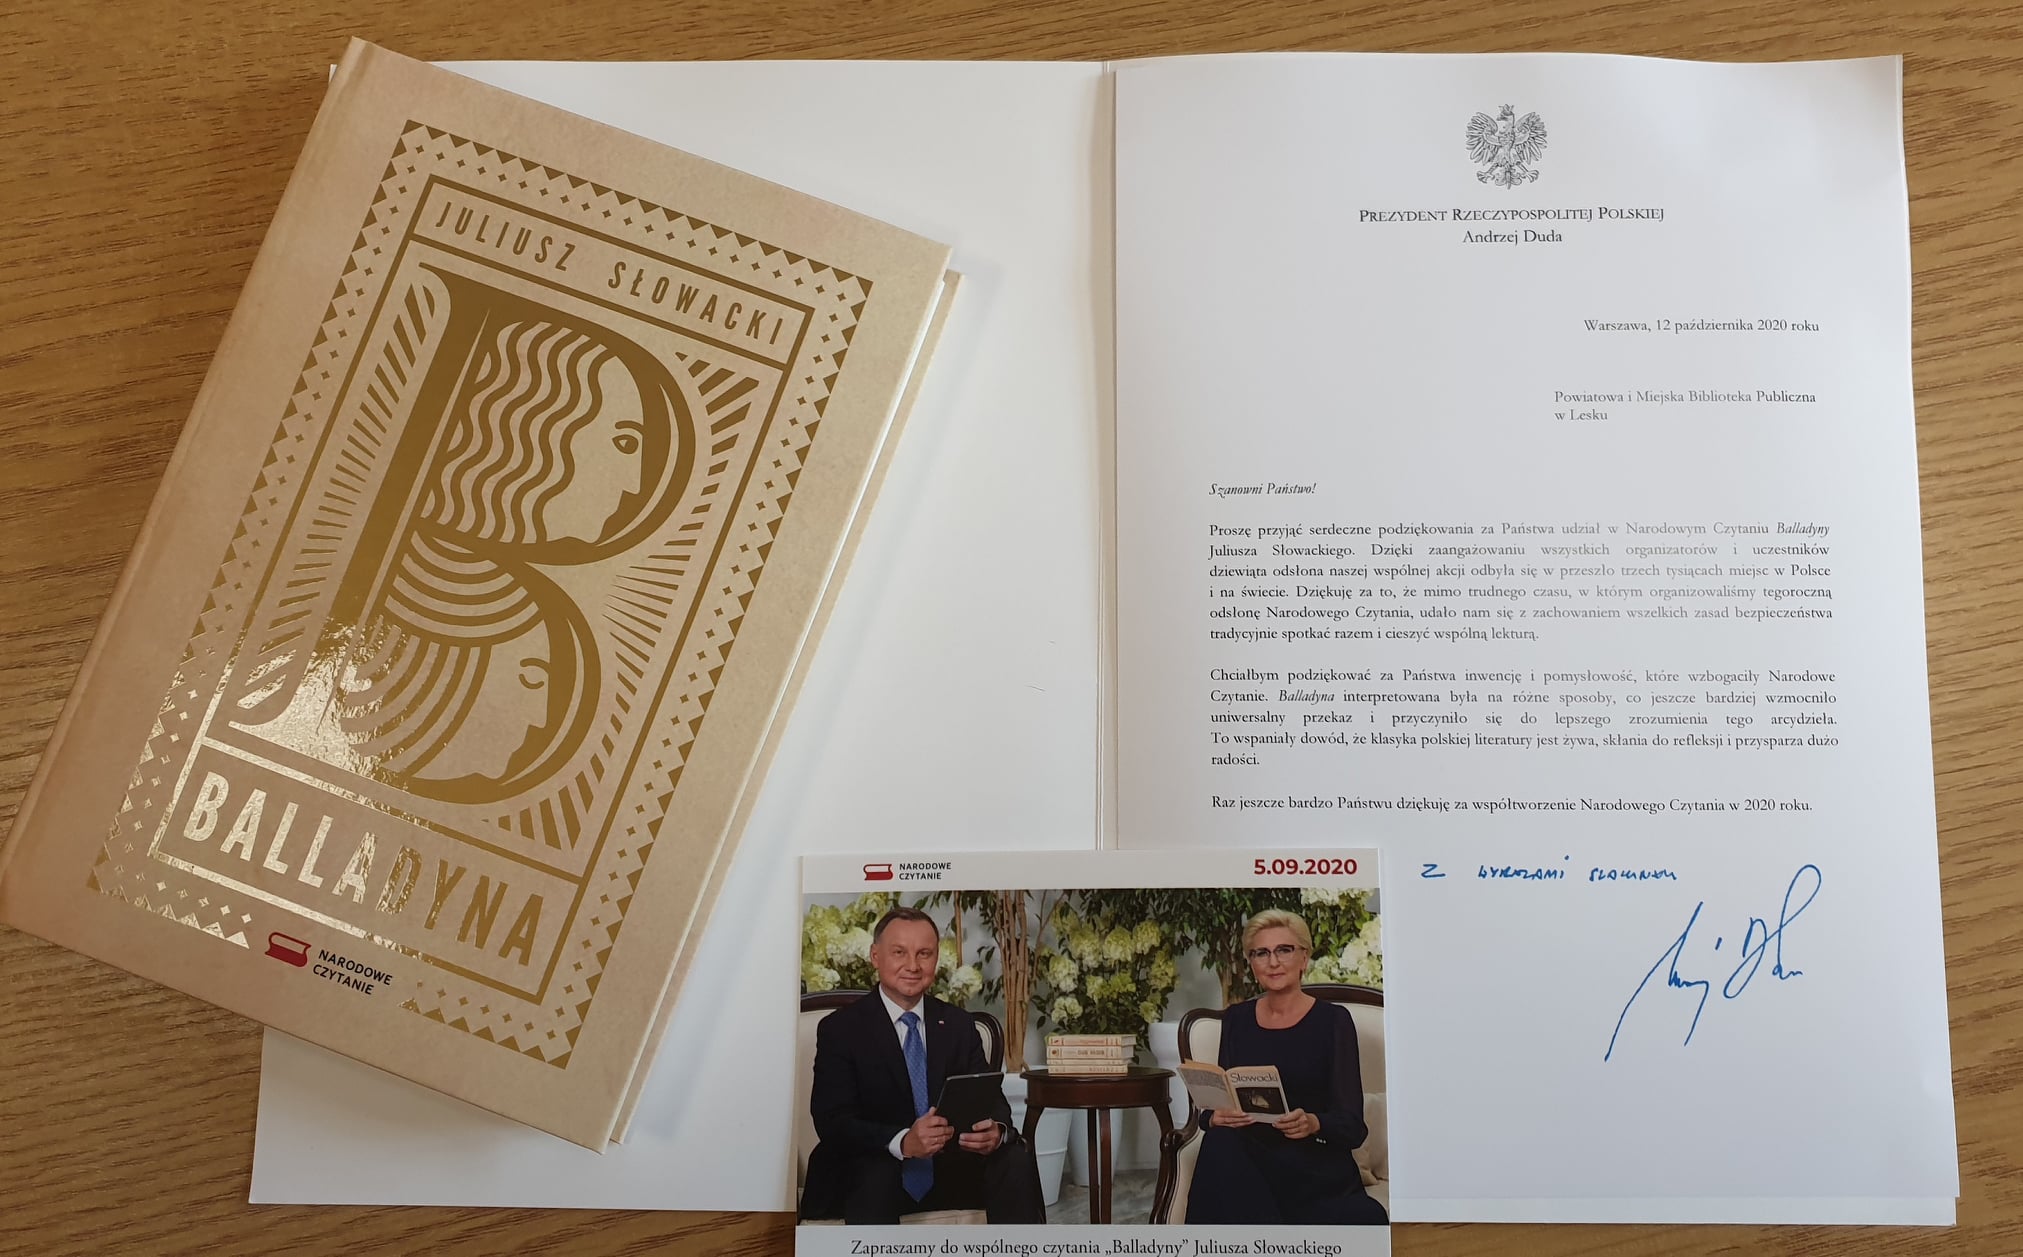 JULIUSZ SŁOWACKI
BALLADYNA
NARODOWE
CZYTANIE
PREZYDENT RZECZYPOSPOLITEJ POLSKIEJ
Andrzej Duda
Warszawa, 12 października 2020 roku
Powiatowa i Miejska Biblioteka Publiczna
w Lesku
Szanowni Państwo!
Proszę przyjąć serdeczne podziękowania za Państwa udział w Narodowym Czytaniu Balladyny
Juliusza Słowackiego. Dzięki zaangażowaniu wszystkich organizatorów i uczestników
dziewiąta odsłona naszej wspólnej akcji odbyła się w przeszło trzech tysiącach miejsc w Polsce
i na świecie. Dziękuję za to, że mimo trudnego czasu, w którym organizowaliśmy tegoroczną
odsłonę Narodowego Czytania, udało nam się z zachowaniem wszelkich zasad bezpieczeństwa
tradycyjnie spotkać razem i cieszyć wspólną lekturą.
Chciałbym podziękować za Państwa inwencję i pomysłowość, które wzbogaciły Narodowe
Czytanie. Balladyna interpretowana była na różne sposoby, co jeszcze bardziej wzmocniło
uniwersalny przekaz i przyczyniło się do lepszego zrozumienia tego arcydzieła.
To wspaniały dowód, że klasyka polskiej literatury jest żywa, skłania do refleksji i przysparza dużo
radości.
Raz jeszcze bardzo Państwu dziękuję za współtworzenie Narodowego Czytania w 2020 roku.
Z WYRAZAMI SZACUNKU
NARODOWE
CZYTANIE
5.09.2020
Słowacki
Zapraszamy do wspólnego czytania „Balladyny” Juliusza Słowackiego